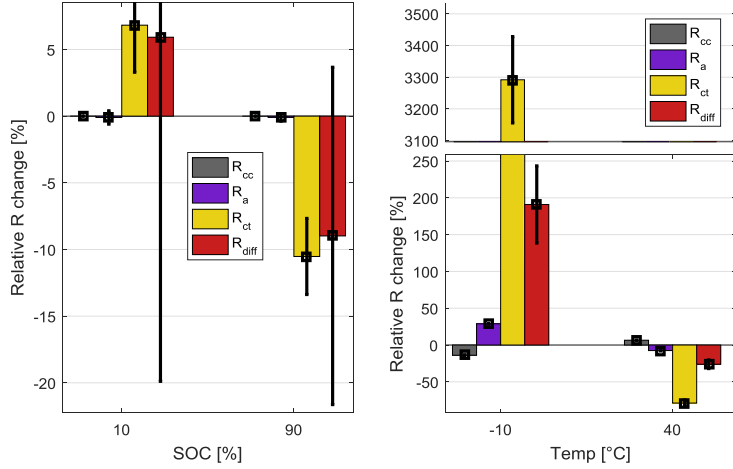 Relative R change [%]
5
0
-5
-10
-15
-20
R_cc
R_a
R_ct
R_diff
10
90
SOC [%]
3500
3400
3300
3200
3100
R_cc
R_a
R_ct
R_diff
Relative R change [%]
250
200
150
100
50
0
-50
-10
40
Temp [°C]